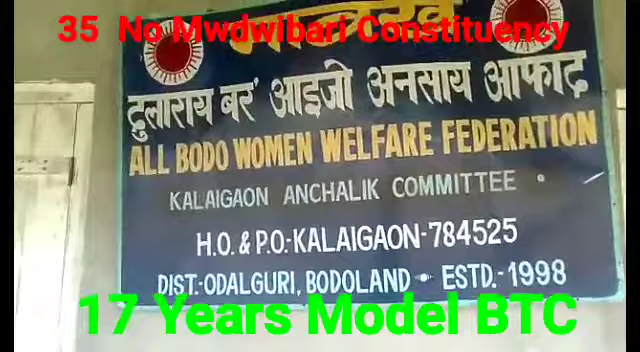 35 No Mwdwibari Constituency
टुलाराय बर' आइजो अनसाय आफाद
ALL BODO WOMEN WELFARE FEDERATION
KALAIGAON ANCHALIK COMMITTEE
H.O. & P.O:-KALAIGAON-784525
DIST:-ODALGURI, BODOLAND • ESTD.-1998
17 Years Model BTC